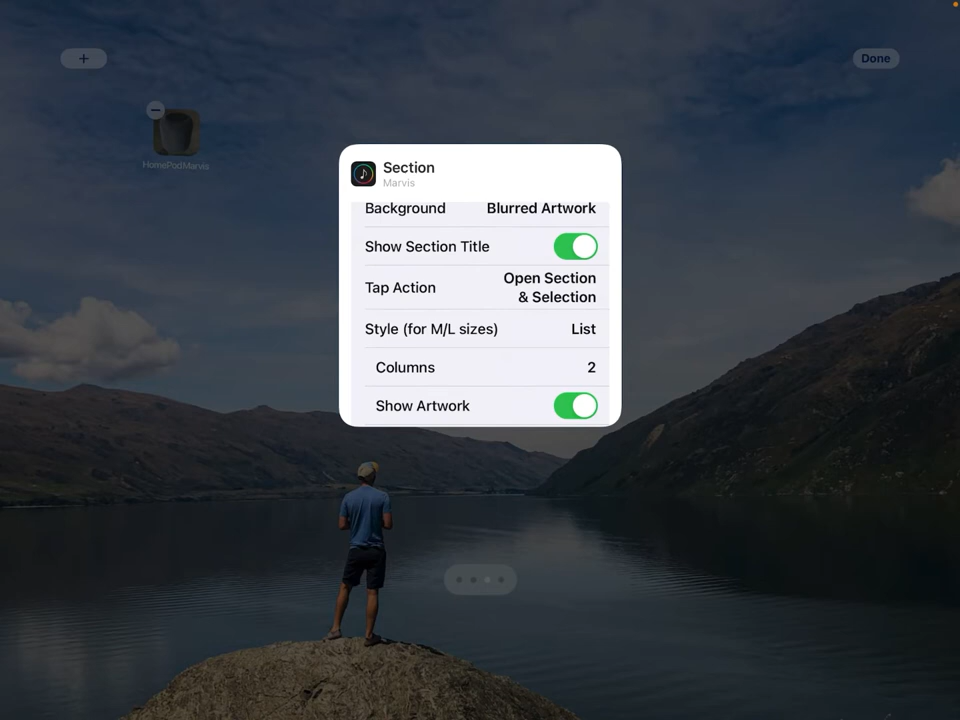 +
Done
HomePodMarvis
Section
Marvis
Background Blurred Artwork
Show Section Title
Tap Action Open Section
& Selection
Style (for M/L sizes) List
Columns 2
Show Artwork